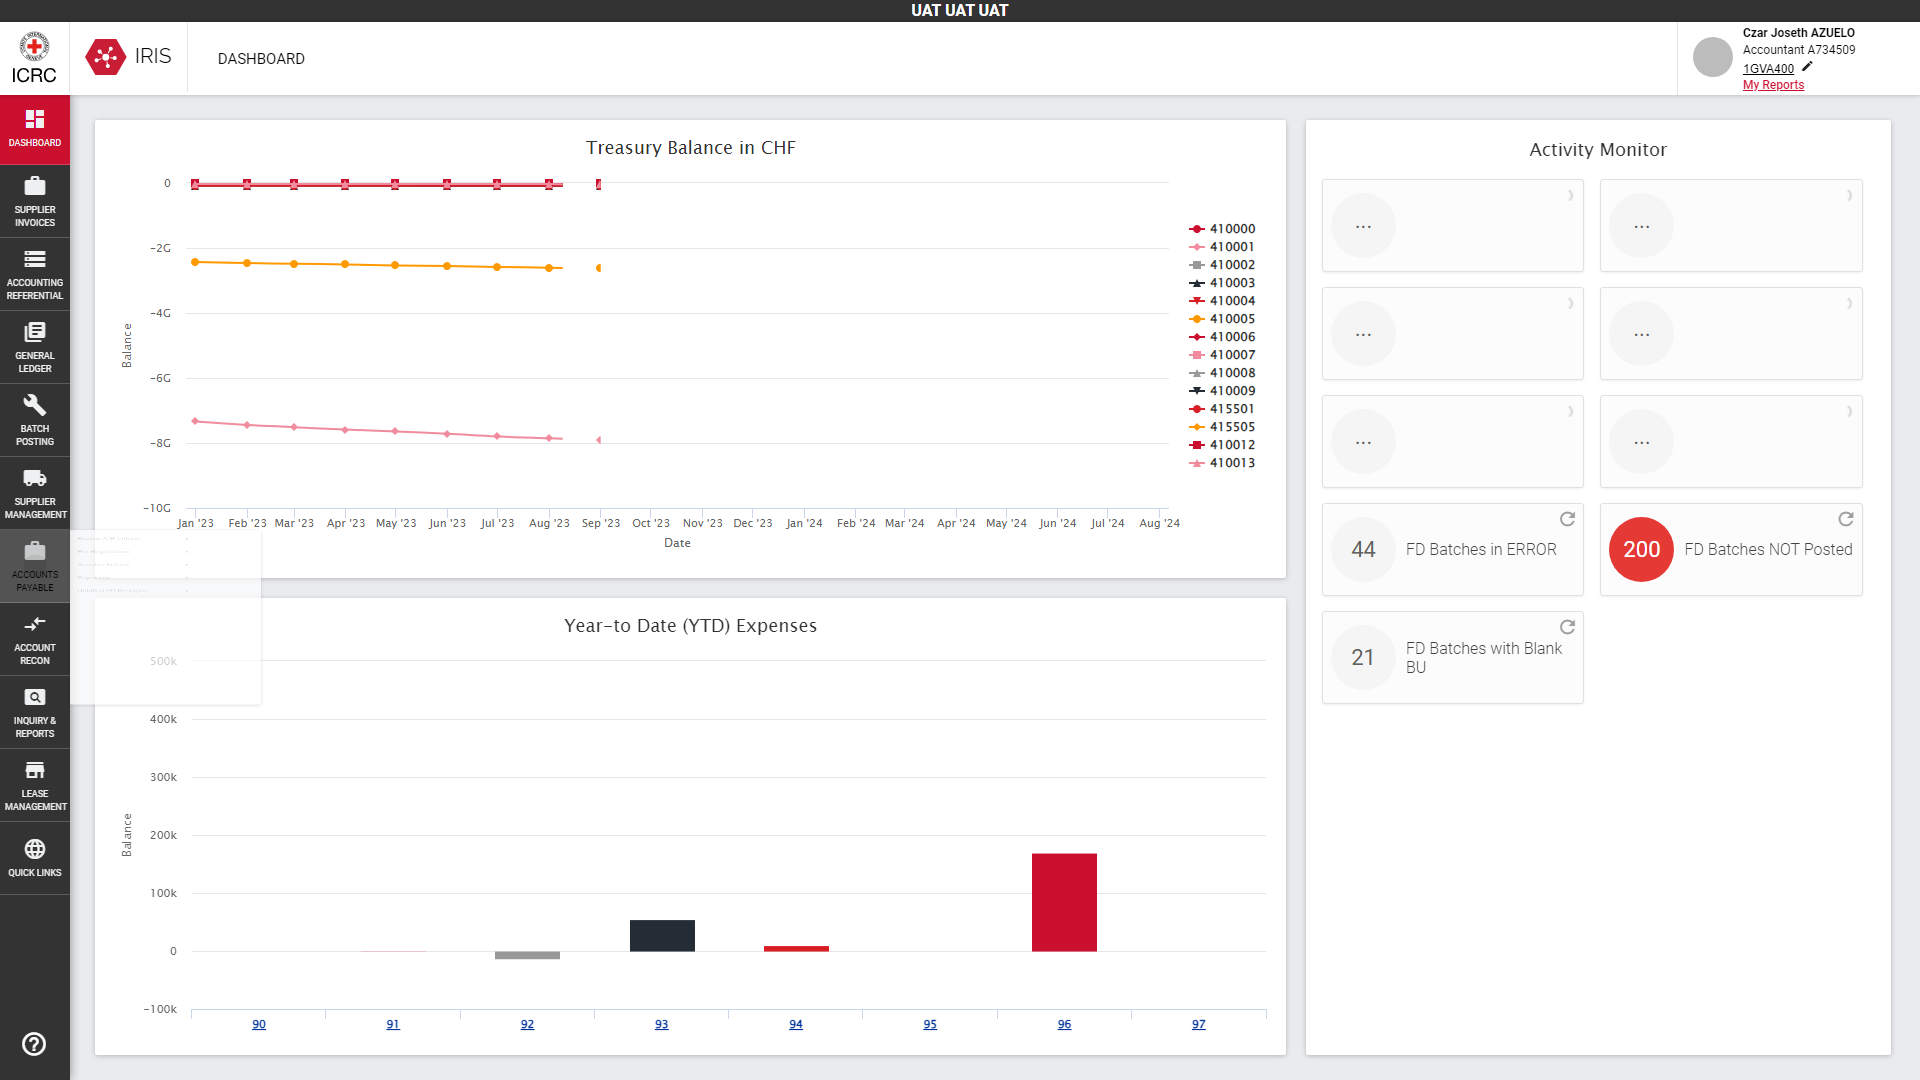 UAT UAT UAT
ICRC
IRIS
DASHBOARD
Czar Joseth AZUELO
Accountant A734509
1GVA400
My Reports
DASHBOARD
SUPPLIER
INVOICES
ACCOUNTING
REFERENTIAL
GENERAL
LEDGER
BATCH
POSTING
SUPPLIER
MANAGEMENT
ACCOUNTS
PAYABLE
ACCOUNT
RECON
INQUIRY &
REPORTS
LEASE
MANAGEMENT
QUICK LINKS
Treasury Balance in CHF
0
−2G
−4G
−6G
−8G
−10G
Balance
Jan '23 Feb '23 Mar '23 Apr '23 May '23 Jun '23 Jul '23 Aug '23 Sep '23 Oct '23 Nov '23 Dec '23 Jan '24 Feb '24 Mar '24 Apr '24 May '24 Jun '24 Jul '24 Aug '24
Date
410000
410001
410002
410003
410004
410005
410006
410007
410008
410009
415501
415505
410012
410013
Year−to Date (YTD) Expenses
500k
400k
300k
200k
100k
0
−100k
Balance
90 91 92 93 94 95 96 97
Activity Monitor
... ...
... ...
... ...
44 FD Batches in ERROR
200 FD Batches NOT Posted
21 FD Batches with Blank
BU